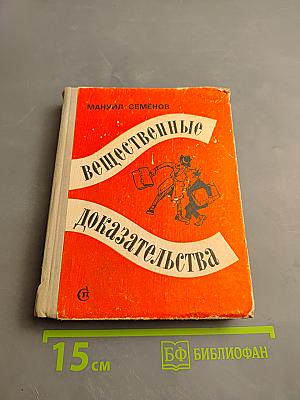 МАНУИЛ СЕМЁНОВ
ВЕЩЕСТВЕННЫЕ
ДОКАЗАТЕЛЬСТВА
15 см
БФ БИБЛИОФАН